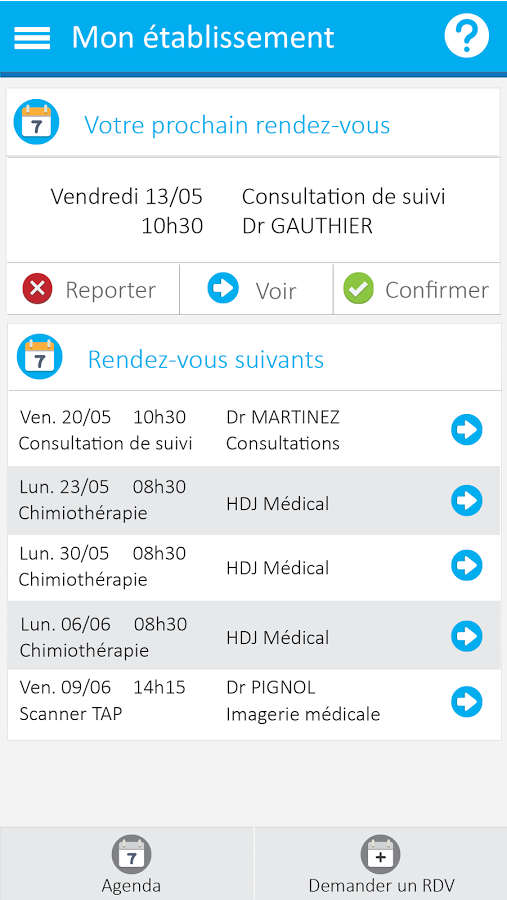 Mon établissement ?
7 Votre prochain rendez-vous
Vendredi 13/05 Consultation de suivi
10h30 Dr GAUTHIER
Reporter Voir Confirmer
7 Rendez-vous suivants
Ven. 20/05 10h30 Dr MARTINEZ
Consultation de suivi Consultations
Lun. 23/05 08h30
HDJ Médical
Chimiothérapie
Lun. 30/05 08h30
HDJ Médical
Chimiothérapie
Lun. 06/06 08h30
HDJ Médical
Chimiothérapie
Ven. 09/06 14h15 Dr PIGNOL
Scanner TAP Imagerie médicale
7
Agenda Demander un RDV